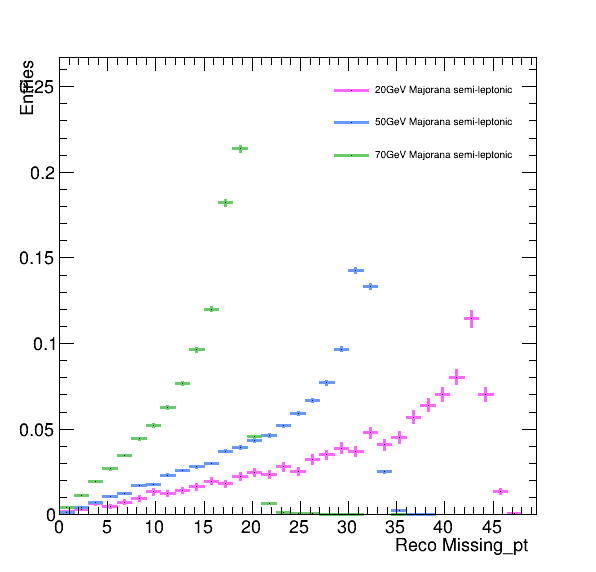 Entries
0.25
0.2
0.15
0.1
0.05
0
20GeV Majorana semi-leptonic
50GeV Majorana semi-leptonic
70GeV Majorana semi-leptonic
0 5 10 15 20 25 30 35 40 45
Reco Missing_pt